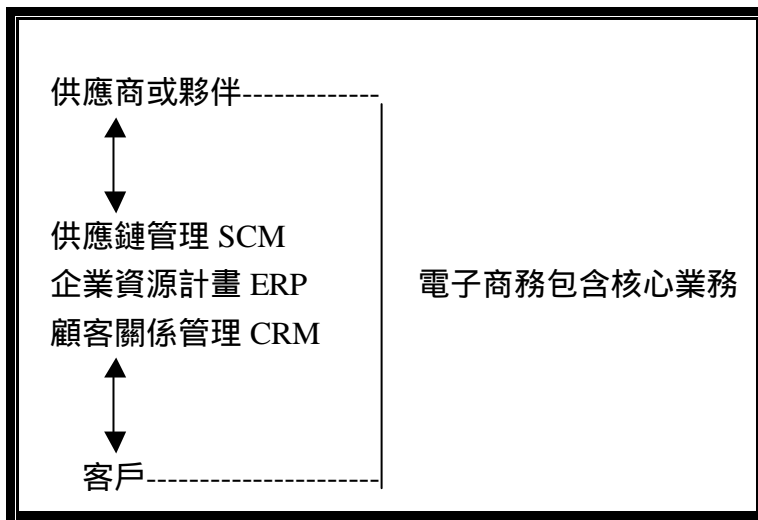 供應商或夥伴-------------
供應鏈管理 SCM
企業資源計畫 ERP
電子商務包含核心業務
顧客關係管理 CRM
客戶----------------------